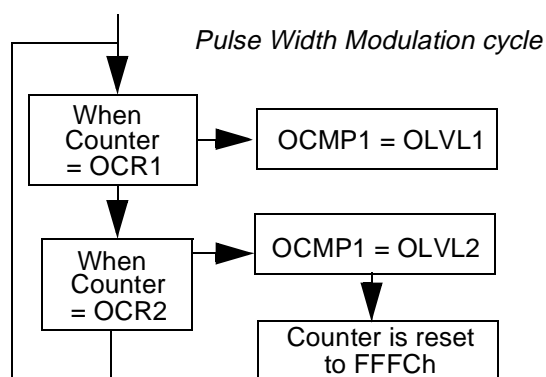 Pulse Width Modulation cycle
When
Counter
= OCR1
OCMP1 = OLVL1
When
Counter
= OCR2
OCMP1 = OLVL2
Counter is reset
to FFFCh